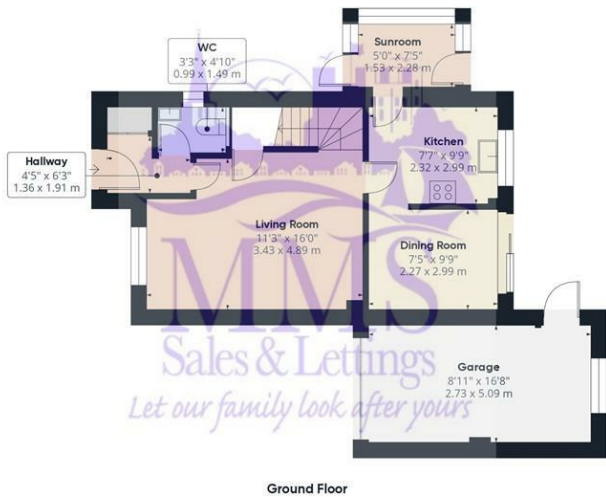 WC
3'3" x 4'10"
0.99 x 1.49 m
Sunroom
5'0" x 7'5"
1.53 x 2.28 m
Kitchen
7'7" x 9'9"
2.32 x 2.99 m
Hallway
4'5" x 6'3"
1.36 x 1.91 m
Living Room
11'3" x 16'0"
3.43 x 4.89 m
Dining Room
7'5" x 9'9"
2.27 x 2.99 m
MMS
Sales & Lettings
Let our family look after yours
Garage
8'11" x 16'8"
2.73 x 5.09 m
Ground Floor